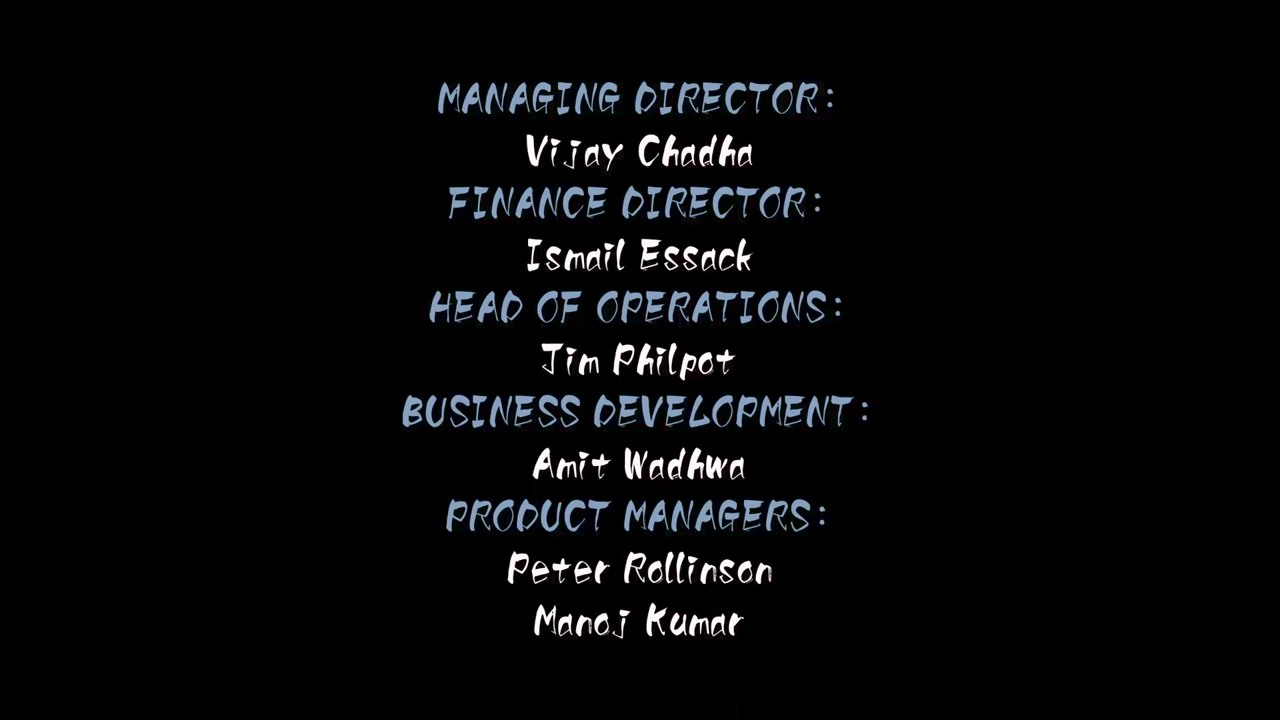 MANAGING DIRECTOR:
Vijay Chadha
FINANCE DIRECTOR:
Ismail Essack
HEAD OF OPERATIONS:
Jim Philpot
BUSINESS DEVELOPMENT:
Amit Wadhwa
PRODUCT MANAGERS:
Peter Rollinson
Manoj Kumar